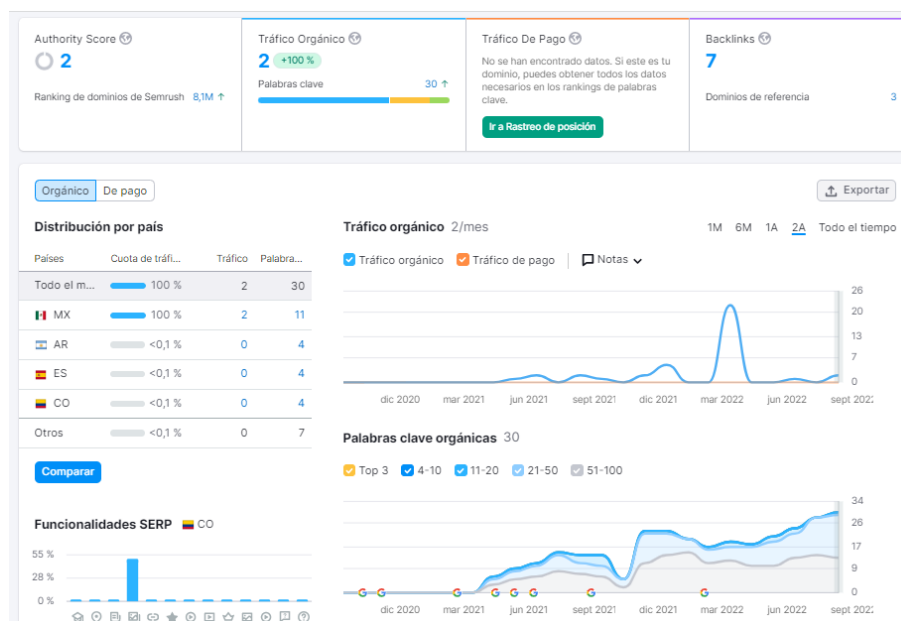 Authority Score
2
Ranking de dominios de Semrush 8,1M ↑
Tráfico Orgánico
2 +100 %
Palabras clave 30 ↑
Tráfico De Pago
No se han encontrado datos. Si este es tu
dominio, puedes obtener todos los datos
necesarios en los rankings de palabras
clave.
Ir a Rastreo de posición
Backlinks
7
Dominios de referencia 3
Orgánico De pago
Exportar
Distribución por país
Países Cuota de tráfi... Tráfico Palabra...
Todo el m... 100 % 2 30
MX 100 % 2 11
AR <0,1 % 0 4
ES <0,1 % 0 4
CO <0,1 % 0 4
Otros <0,1 % 0 7
Comparar
Funcionalidades SERP CO
55 %
28 %
0 %
Tráfico orgánico 2/mes
1M 6M 1A 2A Todo el tiempo
Tráfico orgánico Tráfico de pago Notas
26
20
13
7
0
dic 2020 mar 2021 jun 2021 sept 2021 dic 2021 mar 2022 jun 2022 sept 202
Palabras clave orgánicas 30
Top 3 4-10 11-20 21-50 51-100
34
26
17
9
0
dic 2020 mar 2021 jun 2021 sept 2021 dic 2021 mar 2022 jun 2022 sept 202